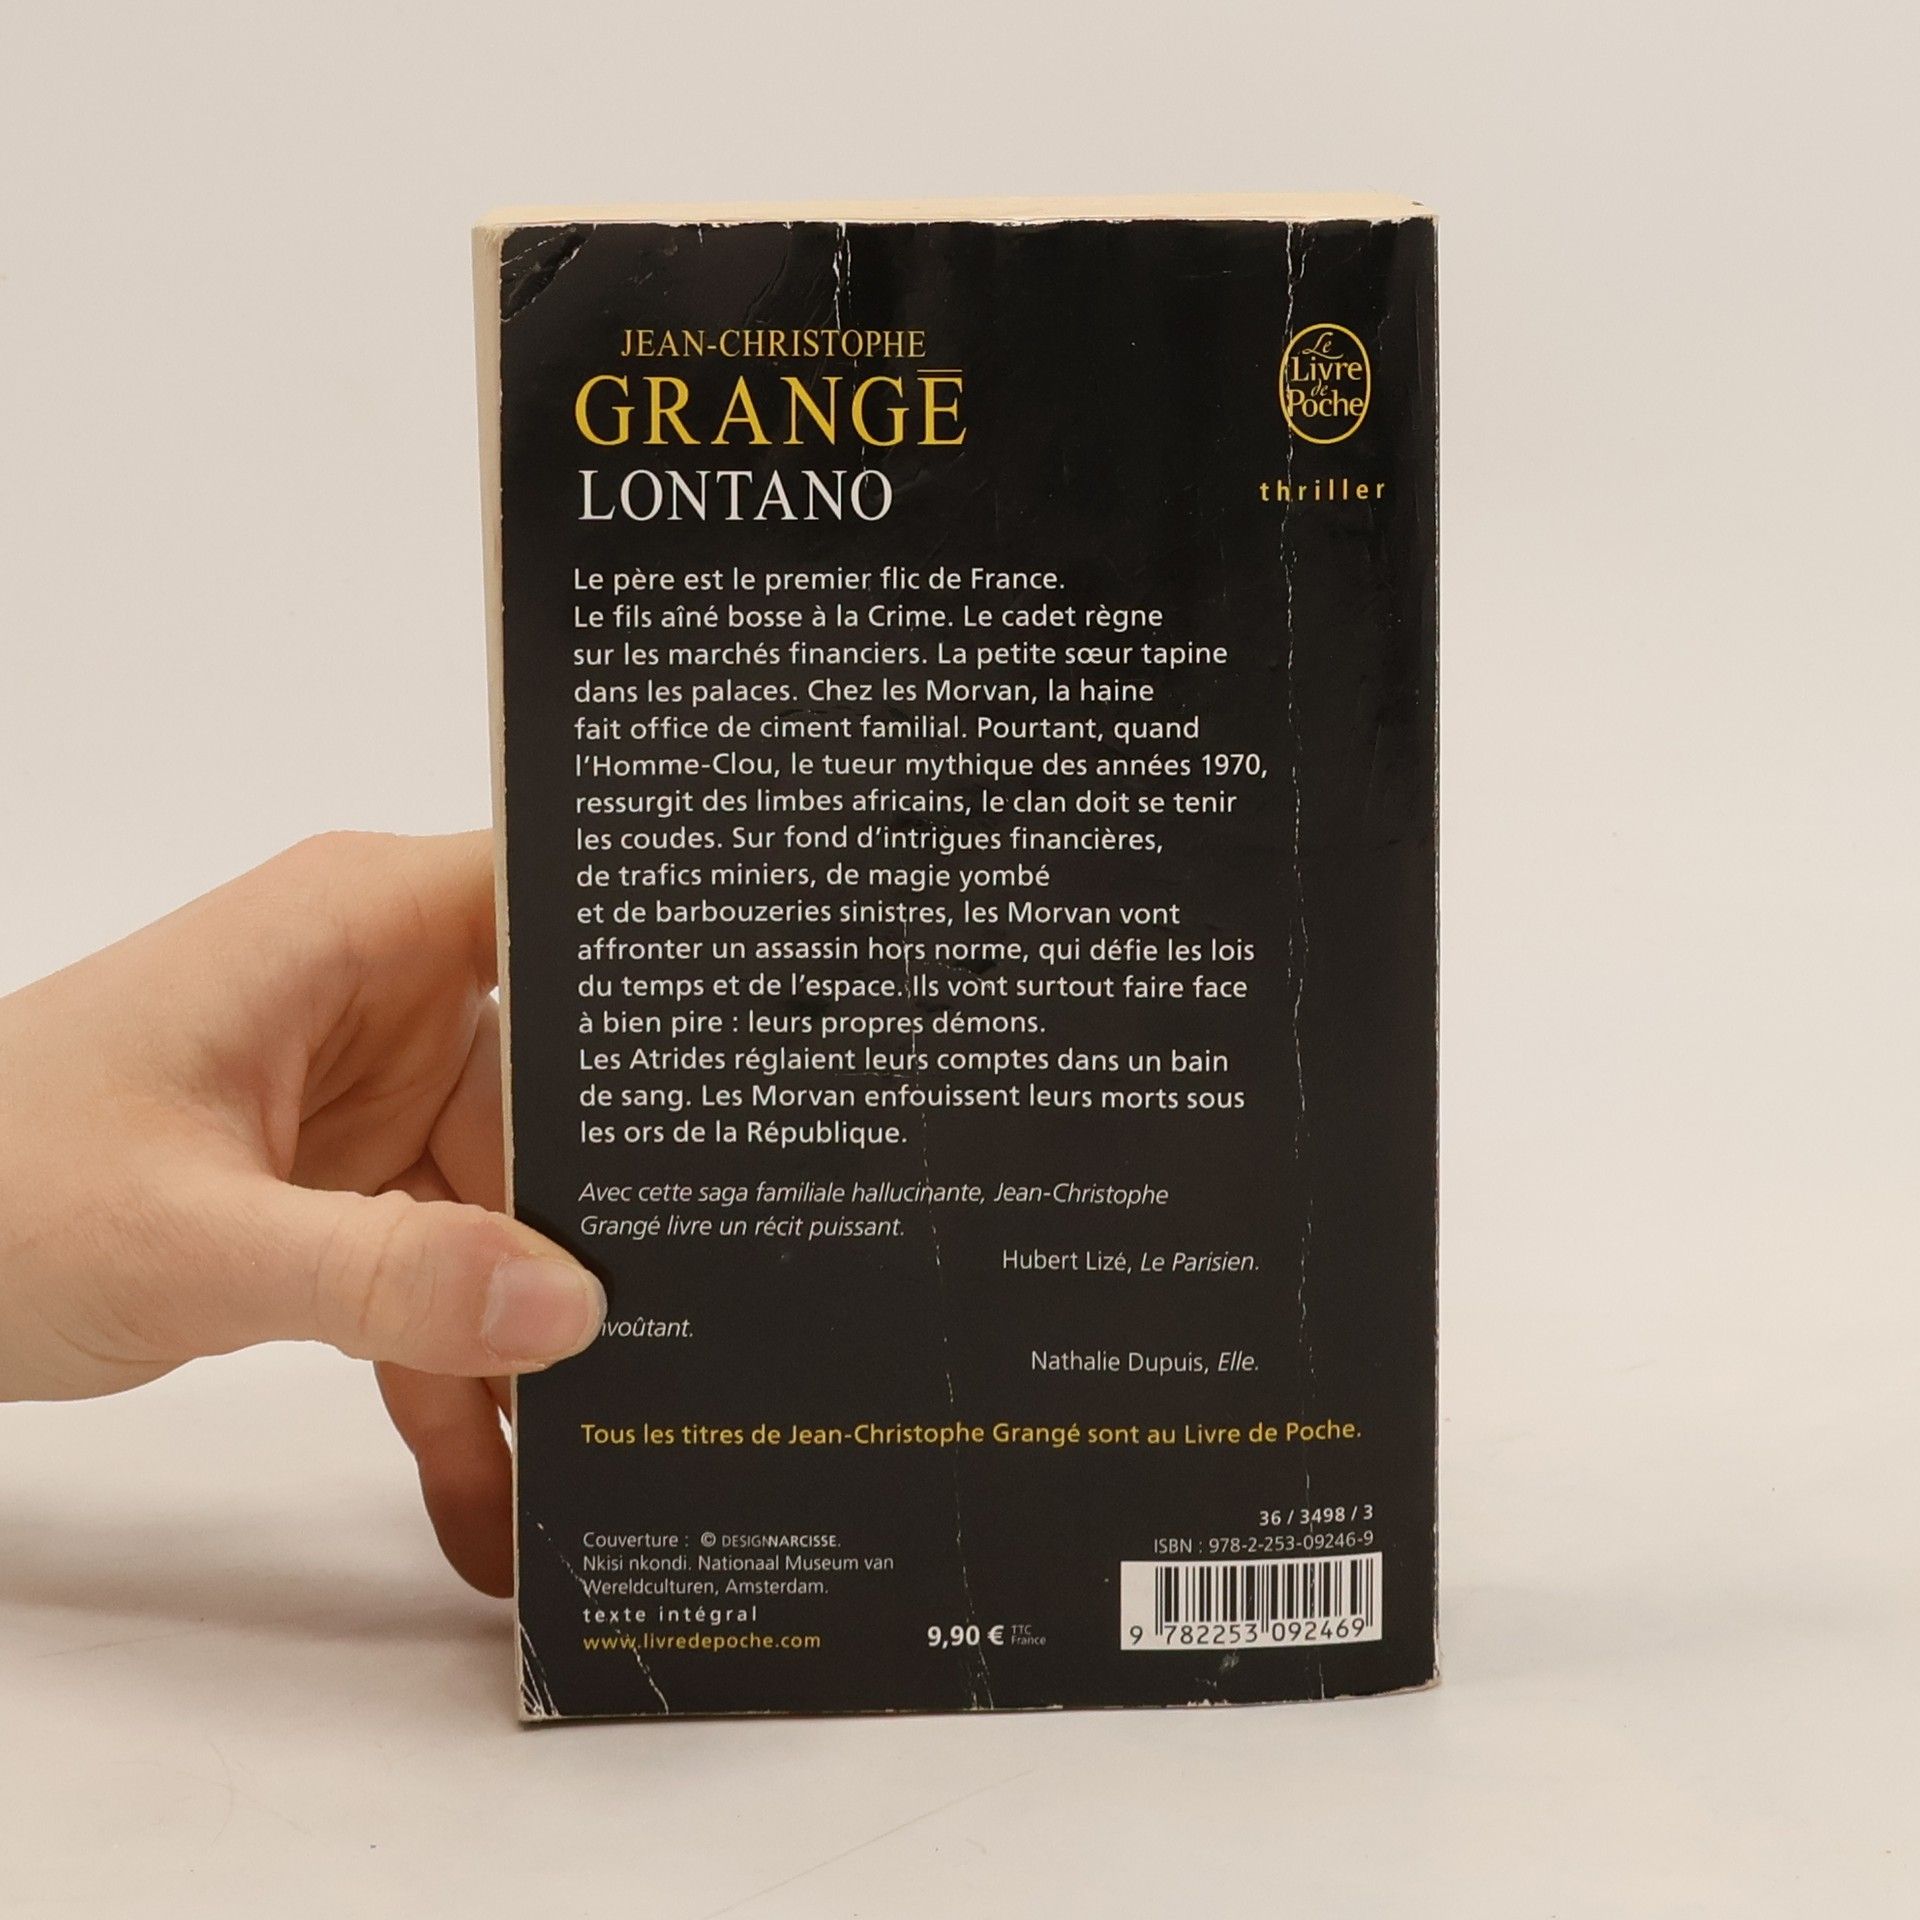 JEAN-CHRISTOPHE
GRANGÉ
LONTANO
Le
Livre
de
Poche
thriller
Le père est le premier flic de France.
Le fils aîné bosse à la Crime. Le cadet règne
sur les marchés financiers. La petite sœur tapine
dans les palaces. Chez les Morvan, la haine
fait office de ciment familial. Pourtant, quand
l'Homme-Clou, le tueur mythique des années 1970,
ressurgit des limbes africains, le clan doit se tenir
les coudes. Sur fond d'intrigues financières,
de trafics miniers, de magie yombé
et de barbouzeries sinistres, les Morvan vont
affronter un assassin hors norme, qui défie les lois
du temps et de l'espace. Ils vont surtout faire face
à bien pire : leurs propres démons.
Les Atrides réglaient leurs comptes dans un bain
de sang. Les Morvan enfouissent leurs morts sous
les ors de la République.
Avec cette saga familiale hallucinante, Jean-Christophe
Grangé livre un récit puissant.
Hubert Lizé, Le Parisien.
nvoûtant.
Nathalie Dupuis, Elle.
Tous les titres de Jean-Christophe Grangé sont au Livre de Poche.
36 / 3498 / 3
ISBN : 978-2-253-09246-9
Couverture : © DESIGNNARCISSE.
Nkisi nkondi. Nationaal Museum van
Wereldculturen, Amsterdam.
texte intégral
www.livredepoche.com
9,90 € TTC France
9 782253 092469